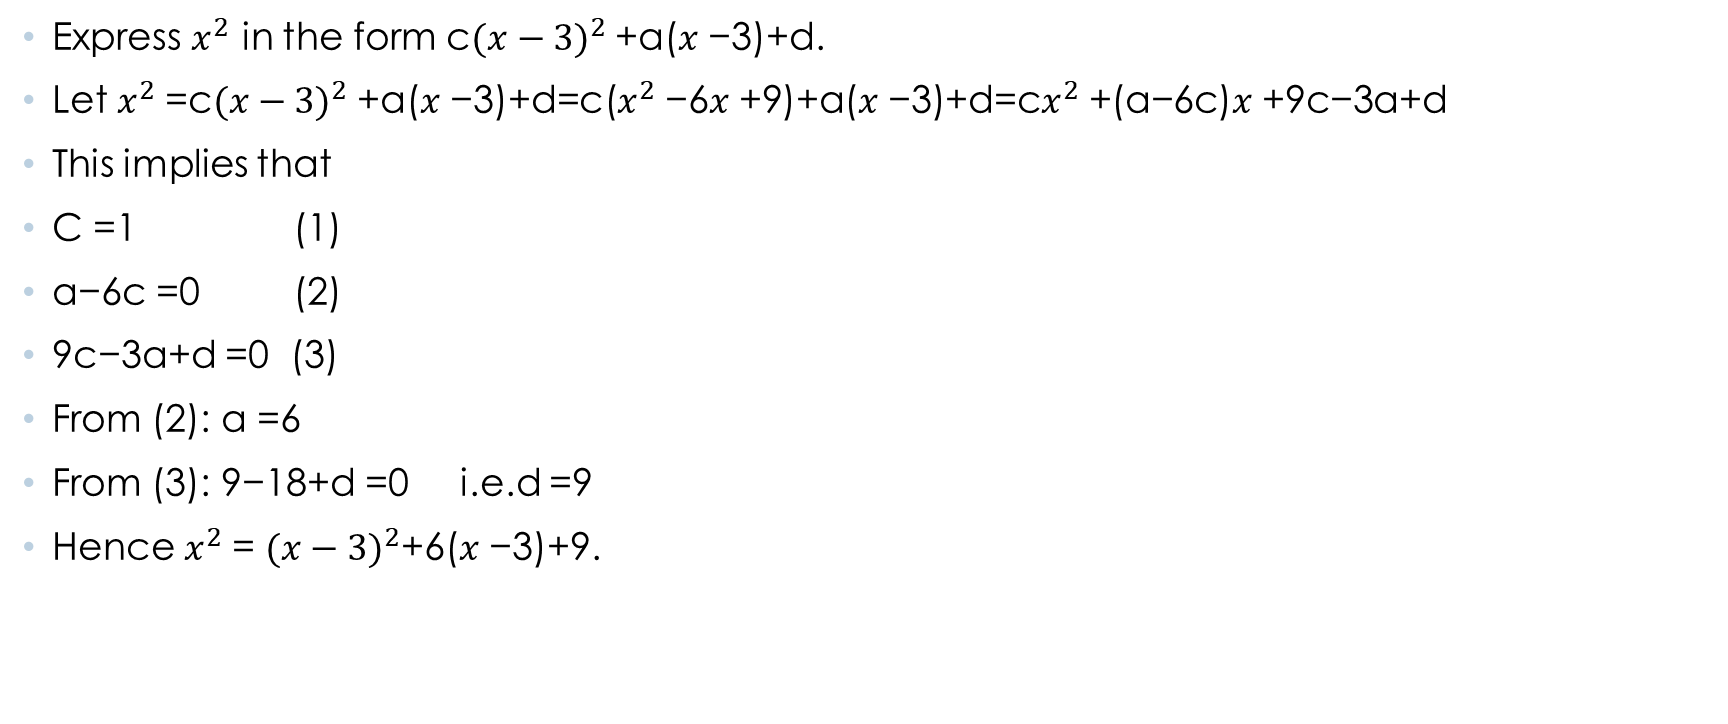 • Express x² in the form c(x − 3)² +a(x −3)+d.
• Let x² =c(x − 3)² +a(x −3)+d=c(x² −6x +9)+a(x −3)+d=cx² +(a−6c)x +9c−3a+d
• This implies that
• C =1 (1)
• a−6c =0 (2)
• 9c−3a+d =0 (3)
• From (2): a =6
• From (3): 9−18+d =0 i.e.d =9
• Hence x² = (x − 3)²+6(x −3)+9.